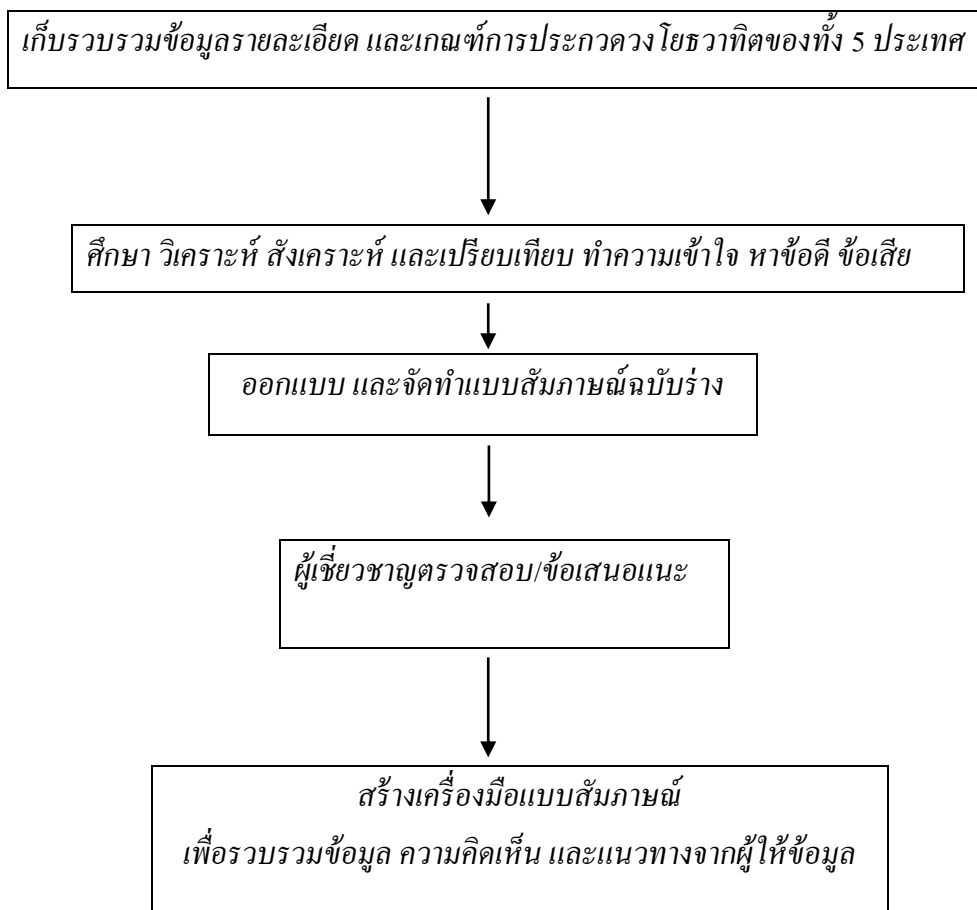 เก็บรวบรวมข้อมูลรายละเอียด และเกณฑ์การประกวดวงโยธวาทิตของทั้ง 5 ประเทศ
ศึกษา วิเคราะห์ สังเคราะห์ และเปรียบเทียบ ทำความเข้าใจ หาข้อดี ข้อเสีย
ออกแบบ และจัดทำแบบสัมภาษณ์ฉบับร่าง
ผู้เชี่ยวชาญตรวจสอบ/ข้อเสนอแนะ
สร้างเครื่องมือแบบสัมภาษณ์
เพื่อรวบรวมข้อมูล ความคิดเห็น และแนวทางจากผู้ให้ข้อมูล